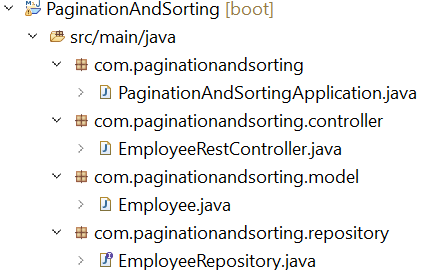 PaginationAndSorting [boot]
src/main/java
com.paginationandsorting
PaginationAndSortingApplication.java
com.paginationandsorting.controller
EmployeeRestController.java
com.paginationandsorting.model
Employee.java
com.paginationandsorting.repository
EmployeeRepository.java